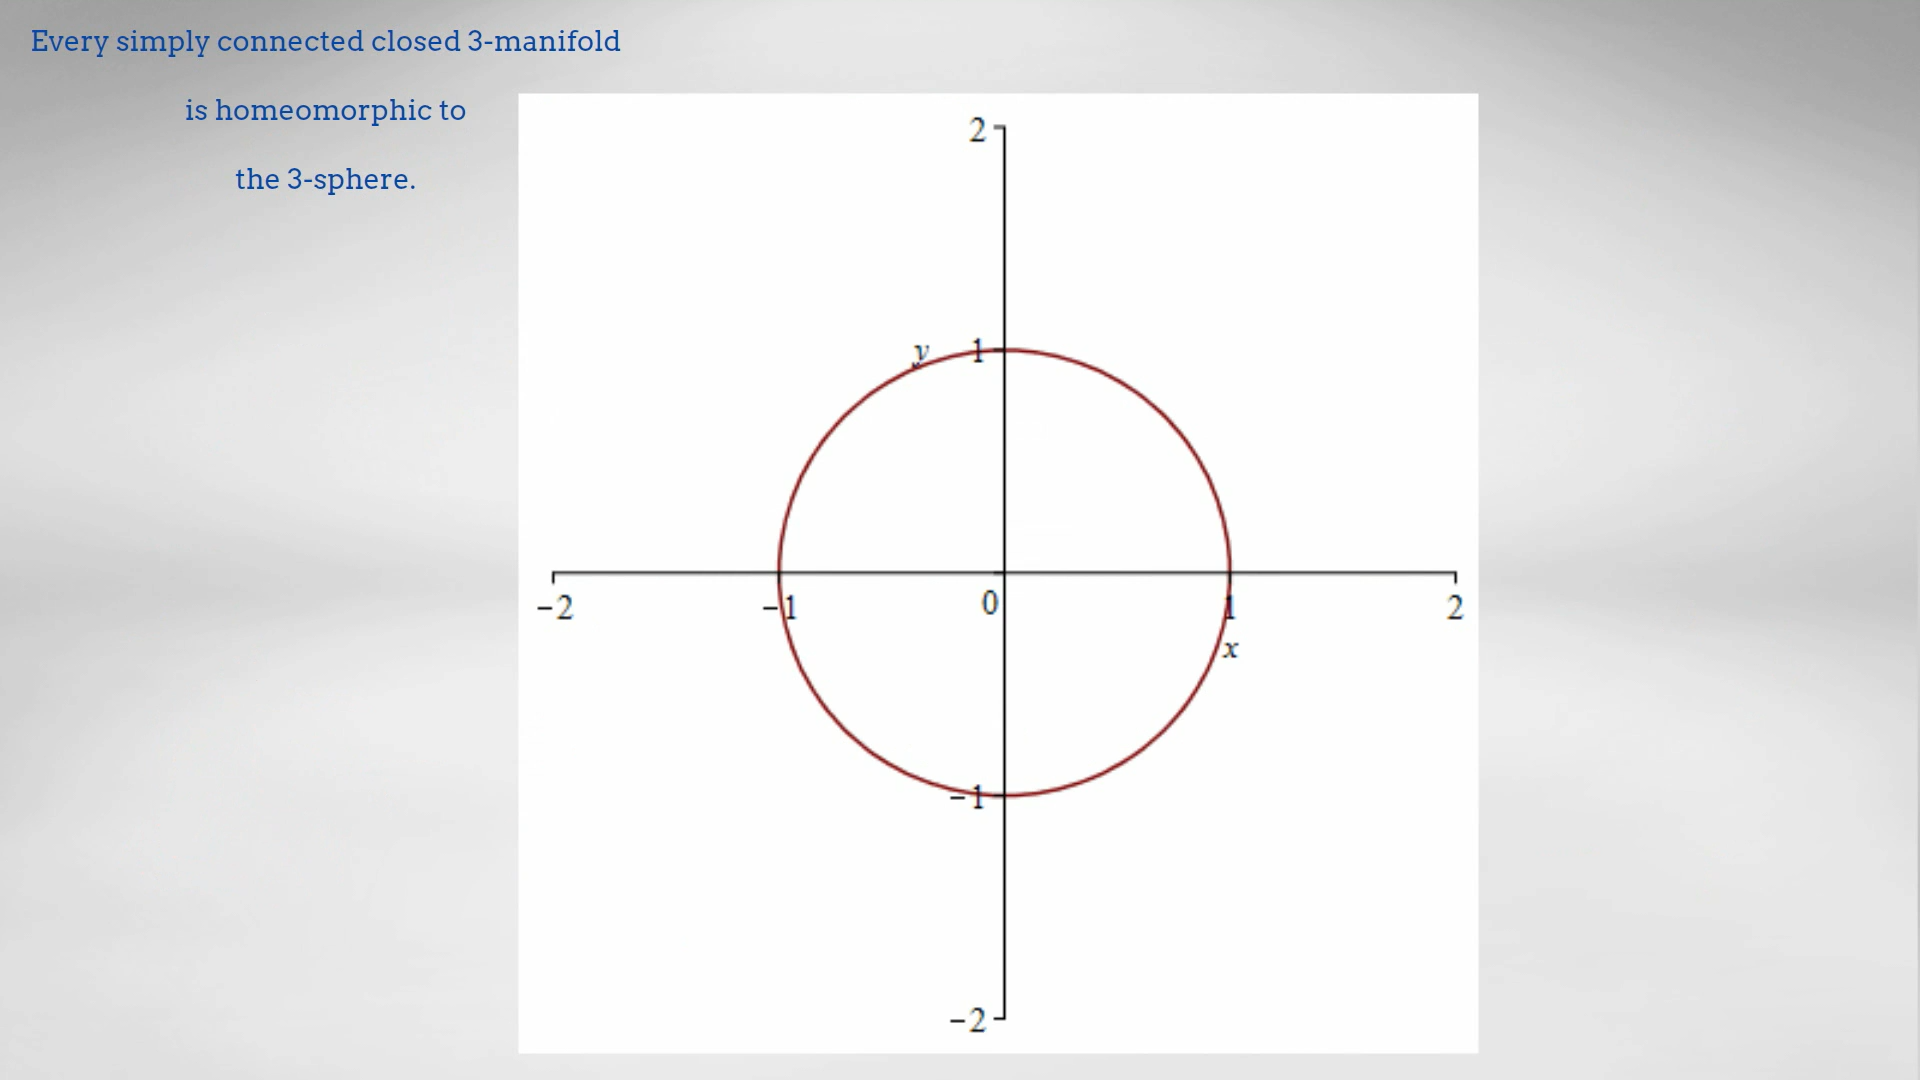 Every simply connected closed 3-manifold
is homeomorphic to
the 3-sphere.
2
y 1
−2 −1 0 1 2
x
−1
−2